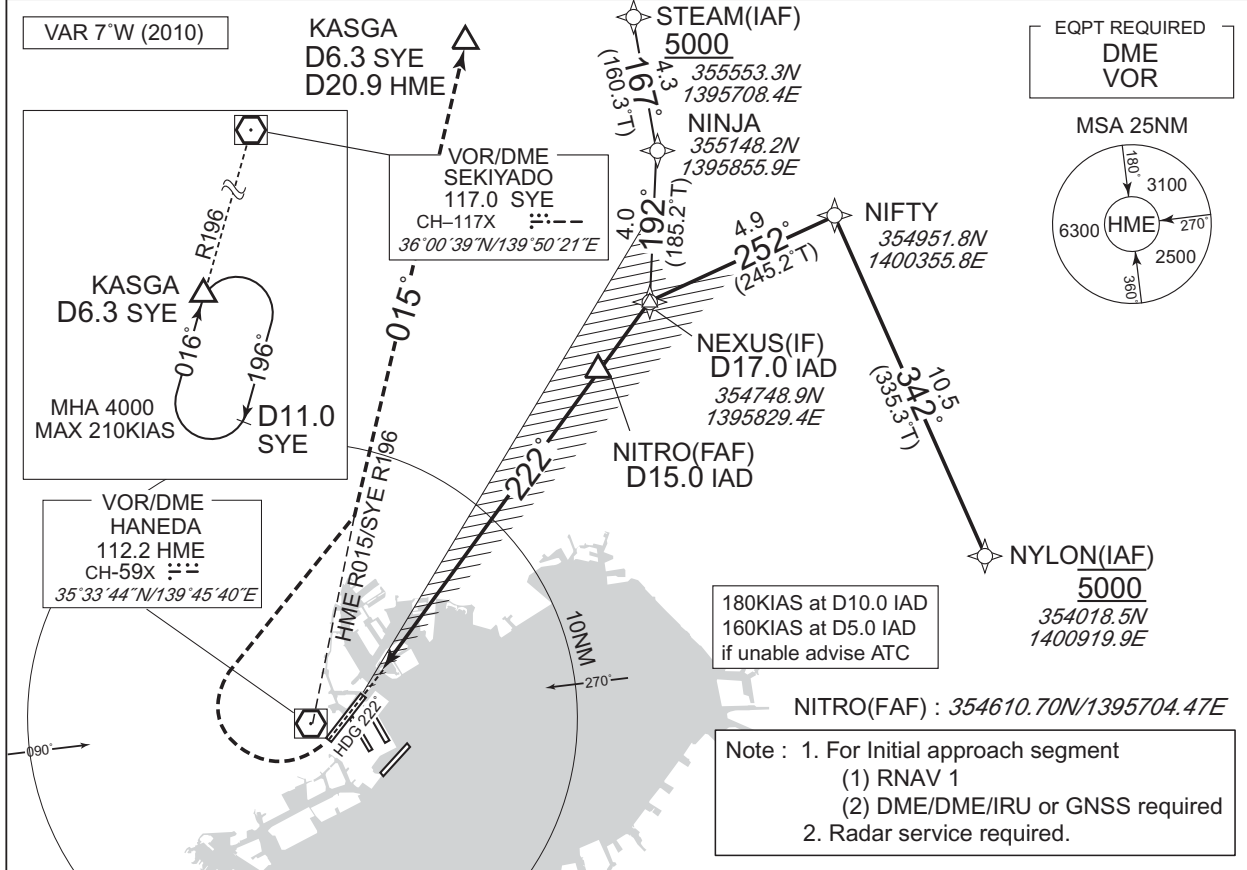 VAR 7°W (2010)
KASGA
D6.3 SYE
D20.9 HME
STEAM(IAF)
5000
355553.3N
1395708.4E
4.3
167°
(160.3°T)
NINJA
355148.2N
1395855.9E
EQPT REQUIRED
DME
VOR
MSA 25NM
180°
3100
6300
HME
270°
2500
360°
VOR/DME
SEKIYADO
117.0 SYE
CH–117X
36°00′39″N/139°50′21″E
R196
KASGA
D6.3 SYE
016°
196°
MHA 4000
MAX 210KIAS
D11.0
SYE
015°
4.0
192°
(185.2°T)
4.9
252°
(245.2°T)
NIFTY
354951.8N
1400355.8E
NEXUS(IF)
D17.0 IAD
354748.9N
1395829.4E
10.5
342°
(335.3°T)
NITRO(FAF)
D15.0 IAD
222°
HME R015/SYE R196
VOR/DME
HANEDA
112.2 HME
CH-59X
35°33′44″N/139°45′40″E
NYLON(IAF)
5000
354018.5N
1400919.9E
180KIAS at D10.0 IAD
160KIAS at D5.0 IAD
if unable advise ATC
10NM
270°
090°
HDG 222°
NITRO(FAF) : 354610.70N/1395704.47E
Note : 1. For Initial approach segment
(1) RNAV 1
(2) DME/DME/IRU or GNSS required
2. Radar service required.